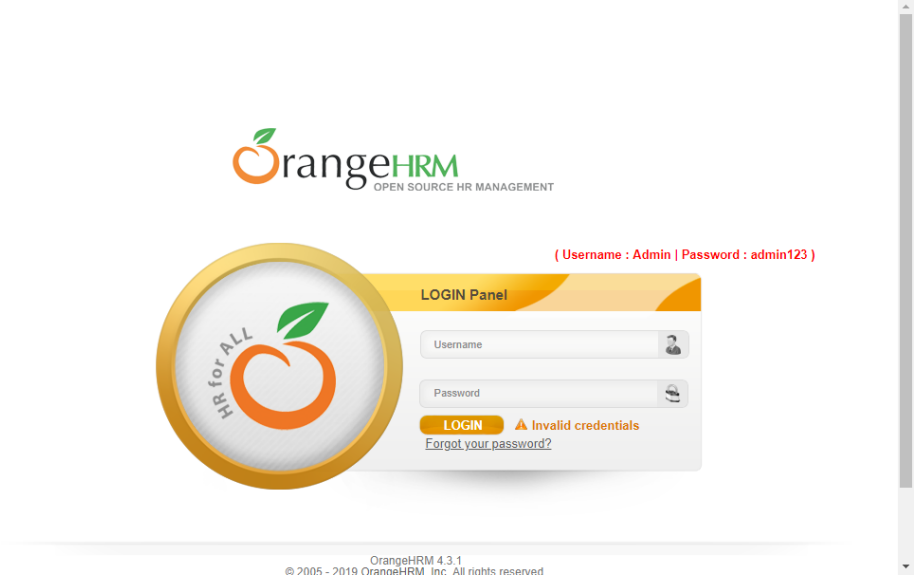 OrangeHRM
OPEN SOURCE HR MANAGEMENT
( Username : Admin | Password : admin123 )
LOGIN Panel
HR for ALL
Username
Password
LOGIN
Invalid credentials
Forgot your password?
OrangeHRM 4.3.1
© 2005 - 2019 OrangeHRM, Inc. All rights reserved